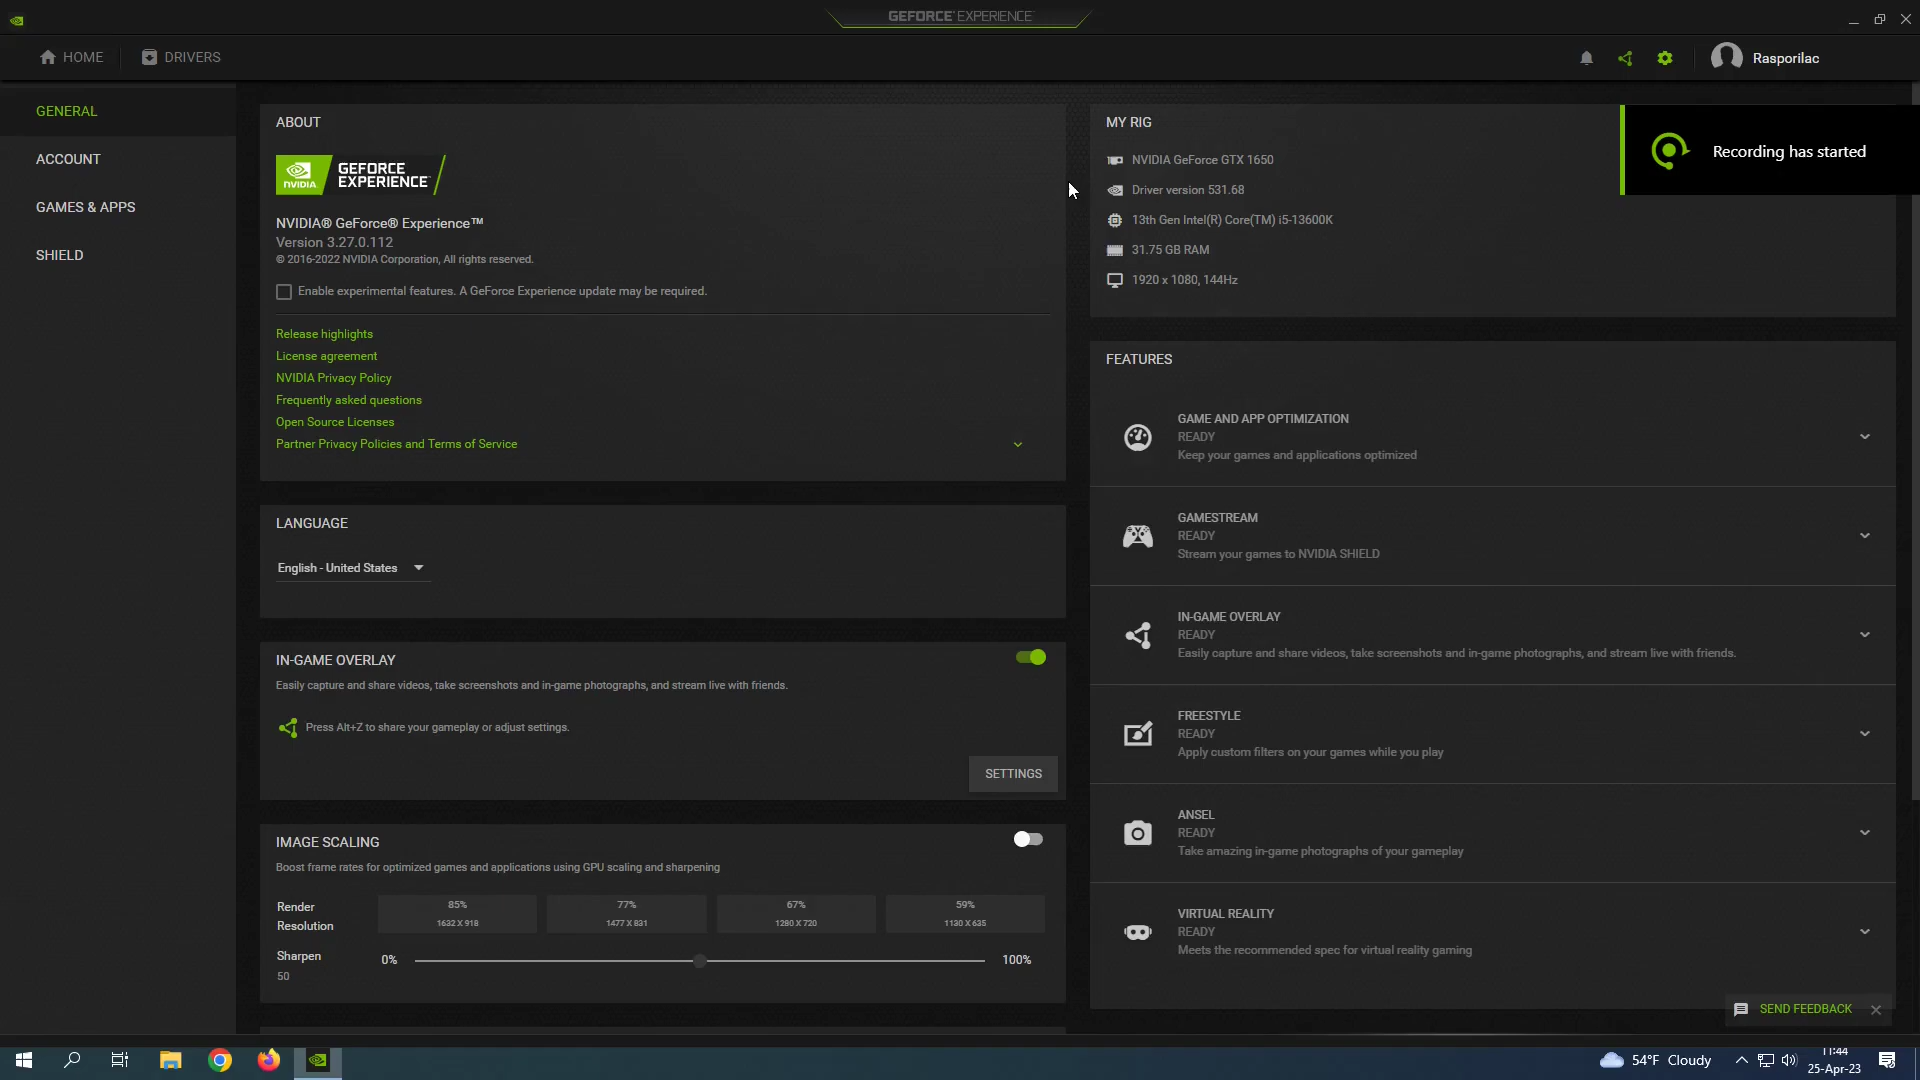 GEFORCE EXPERIENCE
HOME
DRIVERS
Rasporilac
GENERAL
ACCOUNT
GAMES & APPS
SHIELD
ABOUT
NVIDIA.
GEFORCE
EXPERIENCE
NVIDIA® GeForce® Experience™
Version 3.27.0.112
© 2016-2022 NVIDIA Corporation, All rights reserved.
Enable experimental features. A GeForce Experience update may be required.
Release highlights
License agreement
NVIDIA Privacy Policy
Frequently asked questions
Open Source Licenses
Partner Privacy Policies and Terms of Service
LANGUAGE
English - United States
IN-GAME OVERLAY
Easily capture and share videos, take screenshots and in-game photographs, and stream live with friends.
Press Alt+Z to share your gameplay or adjust settings.
SETTINGS
IMAGE SCALING
Boost frame rates for optimized games and applications using GPU scaling and sharpening
Render
Resolution
85%
1632 X 918
77%
1477 X 831
67%
1280 X 720
59%
1130 X 635
Sharpen
50
0%
100%
MY RIG
NVIDIA GeForce GTX 1650
Driver version 531.68
13th Gen Intel(R) Core(TM) i5-13600K
31.75 GB RAM
1920 x 1080, 144Hz
Recording has started
FEATURES
GAME AND APP OPTIMIZATION
READY
Keep your games and applications optimized
GAMESTREAM
READY
Stream your games to NVIDIA SHIELD
IN-GAME OVERLAY
READY
Easily capture and share videos, take screenshots and in-game photographs, and stream live with friends.
FREESTYLE
READY
Apply custom filters on your games while you play
ANSEL
READY
Take amazing in-game photographs of your gameplay
VIRTUAL REALITY
READY
Meets the recommended spec for virtual reality gaming
SEND FEEDBACK
54°F Cloudy
11:44
25-Apr-23